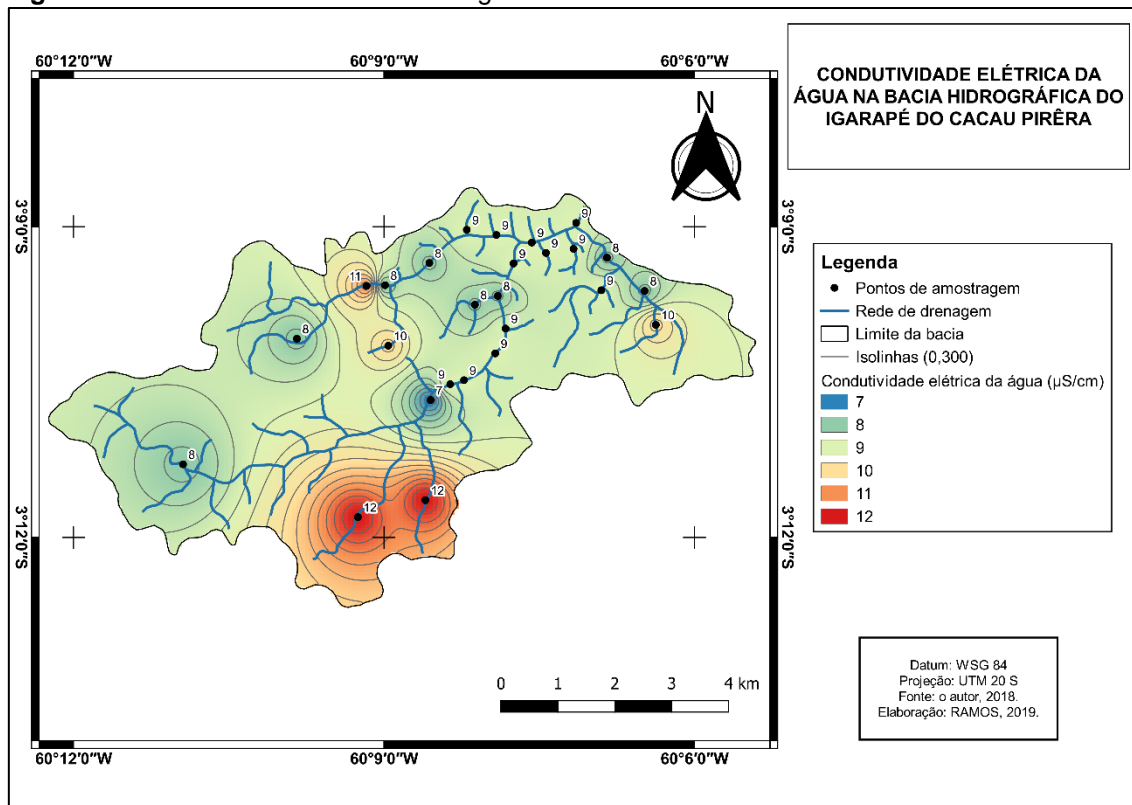 60°12'0"W 60°9'0"W 60°6'0"W
CONDUTIVIDADE ELÉTRICA DA
ÁGUA NA BACIA HIDROGRÁFICA DO
IGARAPÉ DO CACAU PIRÊRA
N
3°9'0"S 3°9'0"S
9
9
9
9
9
9
9
8
8
11
8
8
8
9
8
10
9
10
8
9
9
9
7
8
12
12
3°12'0"S 3°12'0"S
Legenda
Pontos de amostragem
Rede de drenagem
Limite da bacia
Isolinhas (0,300)
Condutividade elétrica da água (µS/cm)
7
8
9
10
11
12
0 1 2 3 4 km
Datum: WSG 84
Projeção: UTM 20 S
Fonte: o autor, 2018.
Elaboração: RAMOS, 2019.
60°12'0"W 60°9'0"W 60°6'0"W